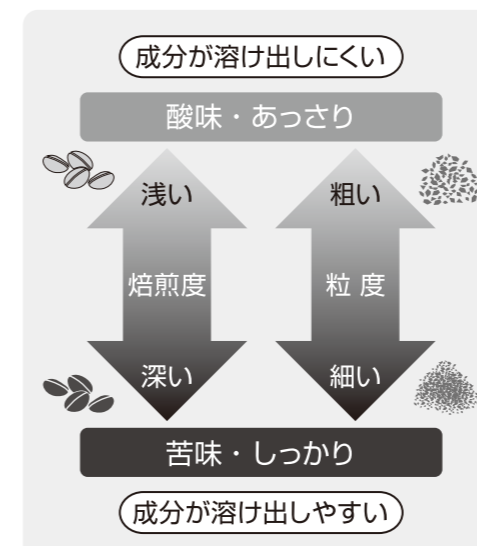 成分が溶け出しにくい
酸味・あっさり
浅い
粗い
焙煎度
粒度
深い
細い
苦味・しっかり
成分が溶け出しやすい